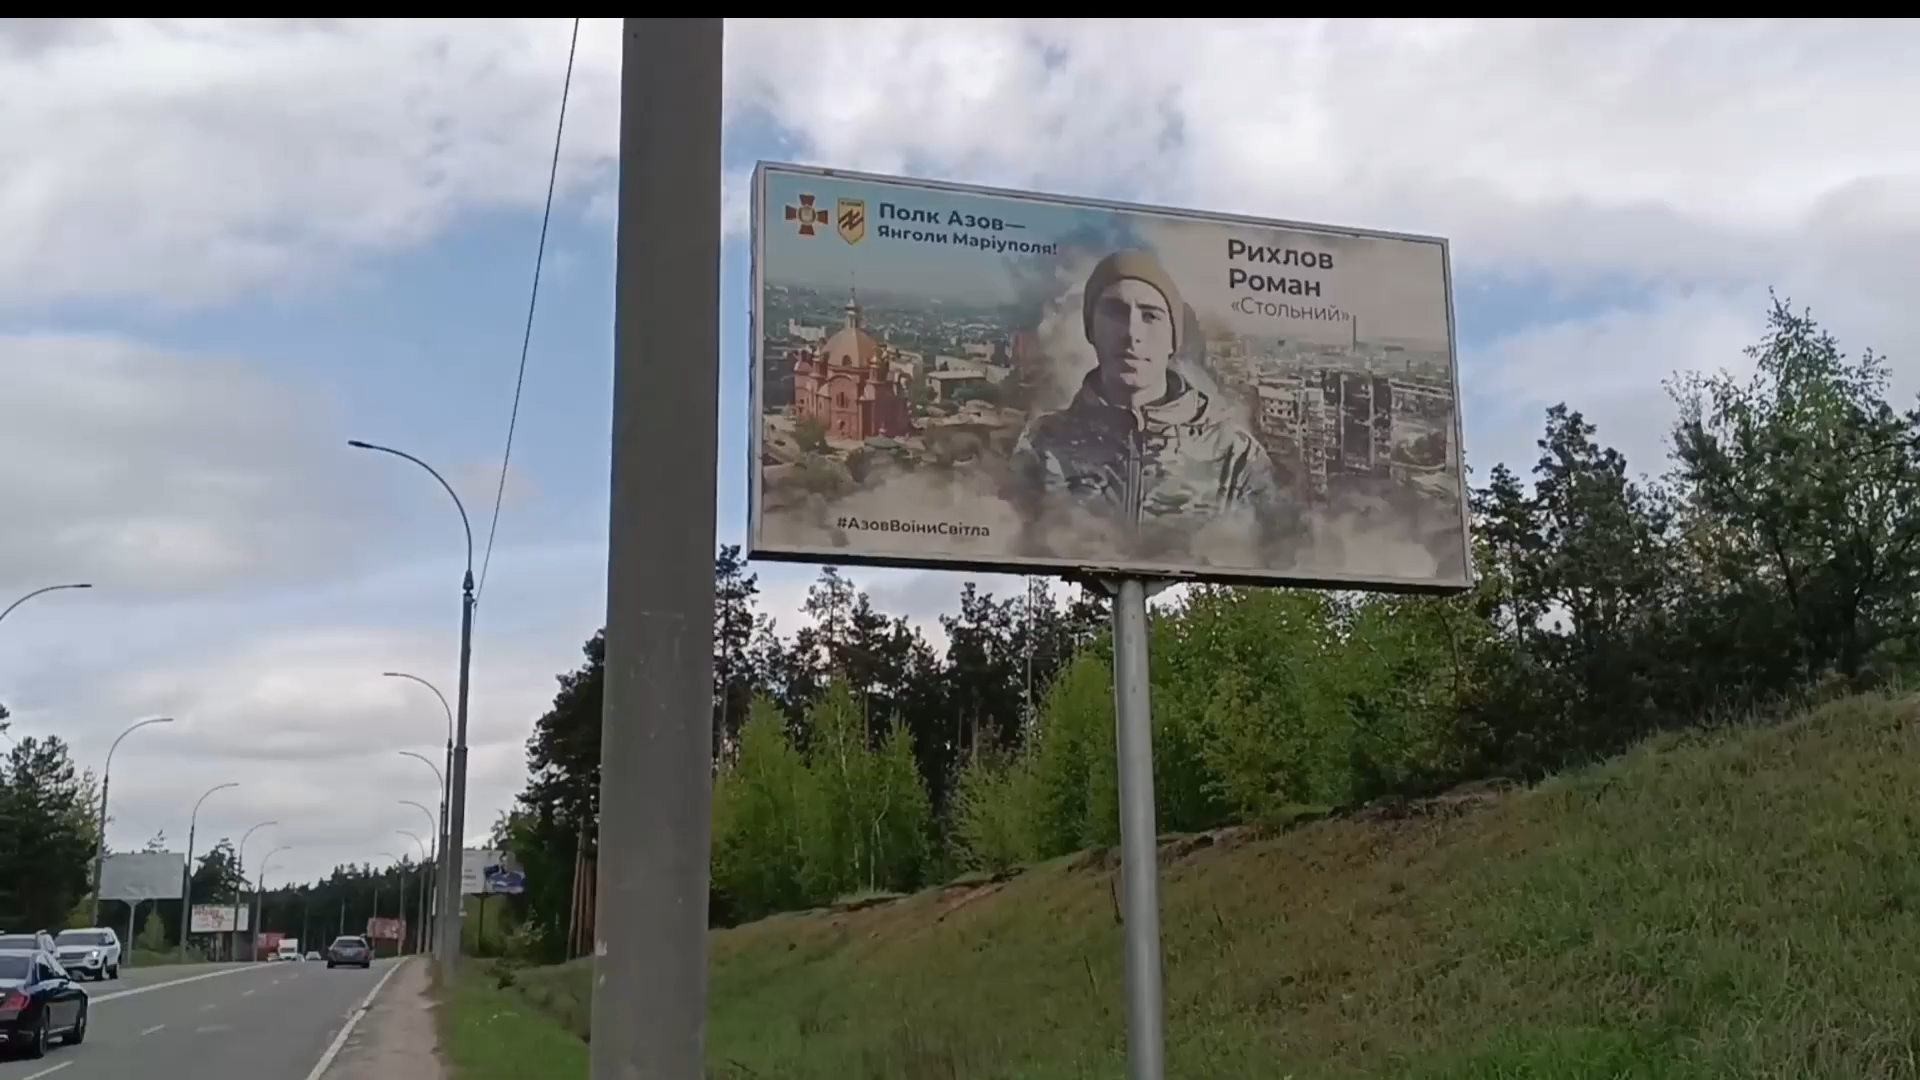 Полк Азов—
Янголи Маріуполя!
Рихлов
Роман
«Стольний»
#АзовВоїниСвітла